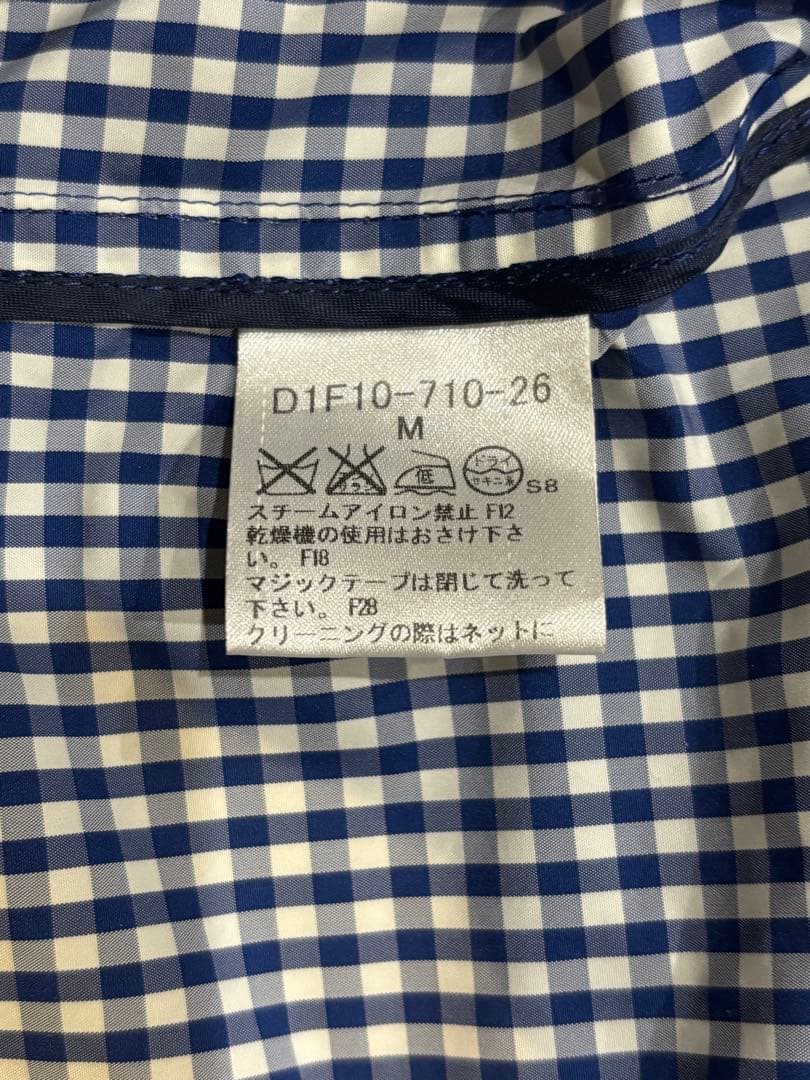 D1F10-710-26
M
低
ドライ
セキユ系
S8
スチームアイロン禁止 F12
乾燥機の使用はおさけ下さ
い。 F18
マジックテープは閉じて洗って
下さい。 F28
クリーニングの際はネットに